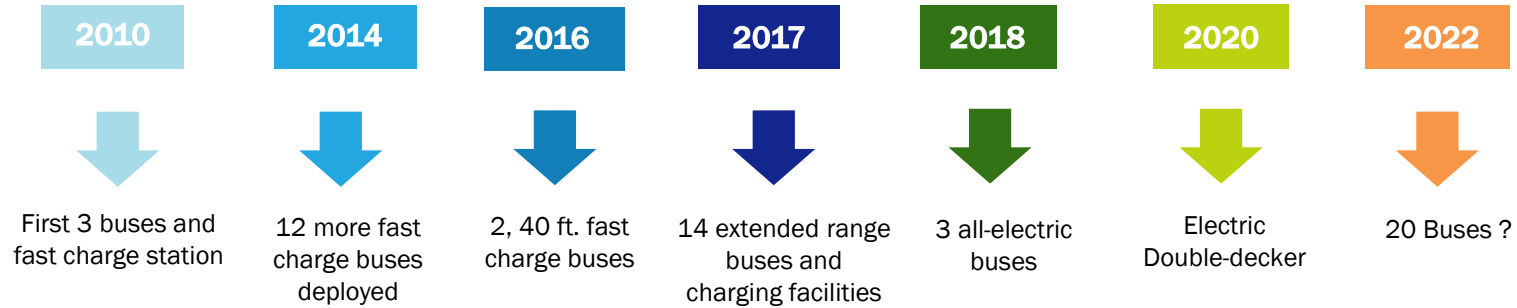 2010
2014
2016
2017
2018
2020
2022
First 3 buses and
fast charge station
12 more fast
charge buses
deployed
2, 40 ft. fast
charge buses
14 extended range
buses and
charging facilities
3 all-electric
buses
Electric
Double-decker
20 Buses ?